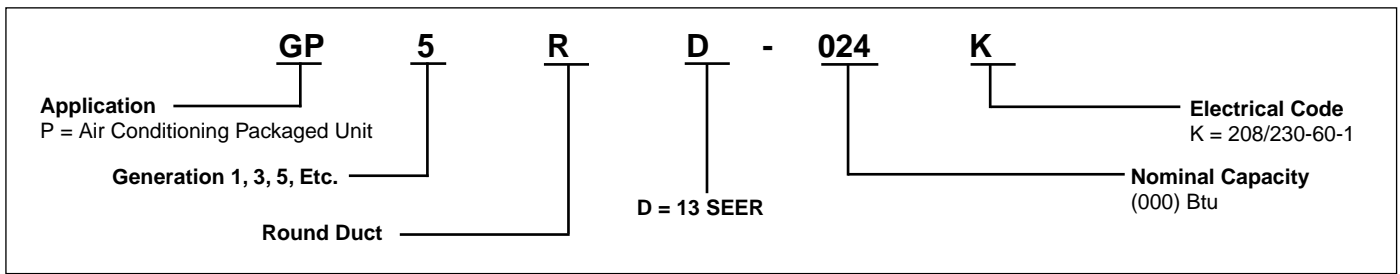 GP 5 R D - 024 K
Application
P = Air Conditioning Packaged Unit
Generation 1, 3, 5, Etc.
Round Duct
D = 13 SEER
Electrical Code
K = 208/230-60-1
Nominal Capacity
(000) Btu